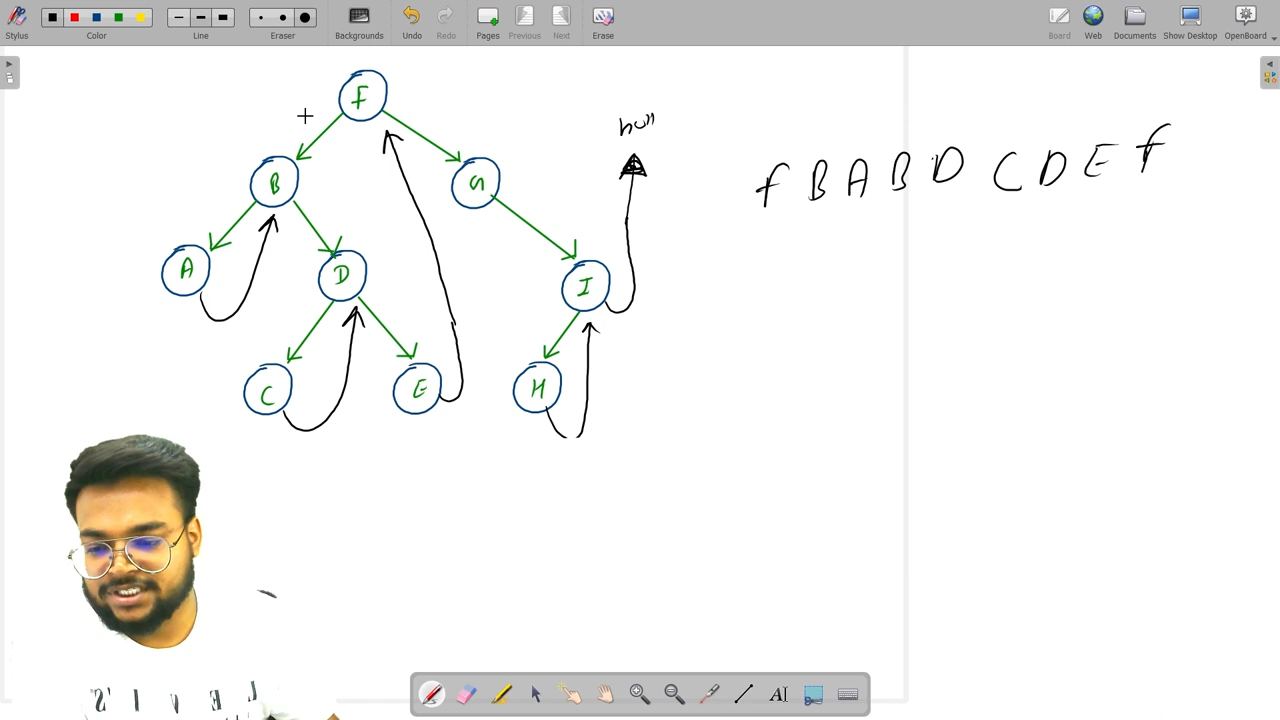 Stylus
Color
Line
Eraser
Backgrounds
Undo
Redo
Pages
Previous
Next
Erase
Board
Web
Documents
Show Desktop
OpenBoard
F
null
B
G
f B A B D C D E f
A
D
I
C
E
H